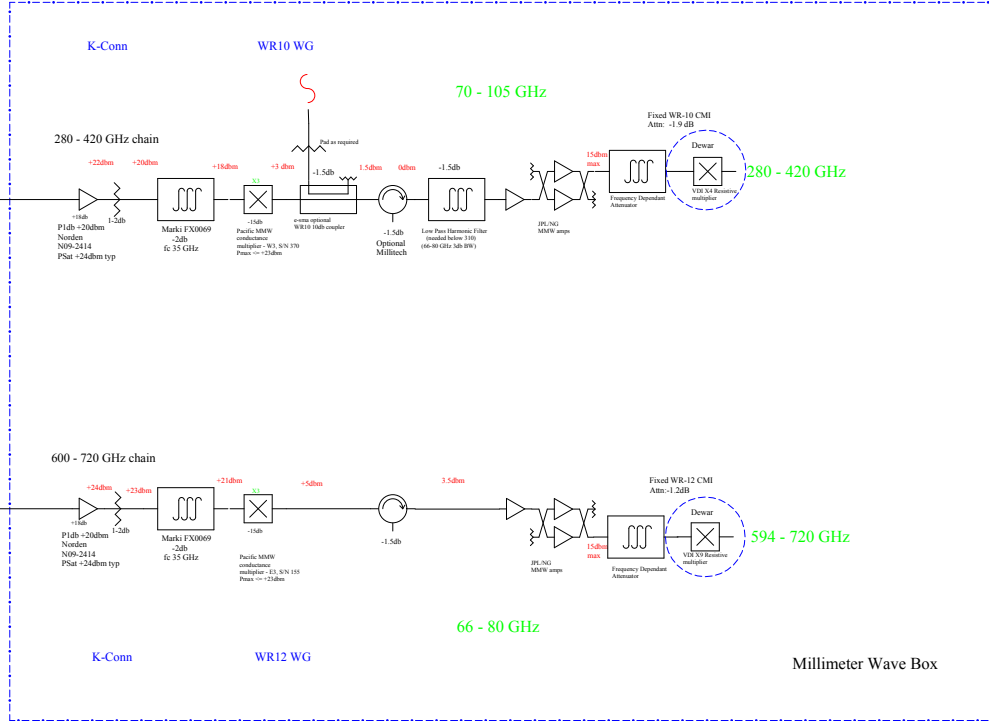 K-Conn
WR10 WG
70 - 105 GHz
280 - 420 GHz chain
Pad as required
Fixed WR-10 CMI
Attn: -1.9 dB
Dewar
+22dbm
+20dbm
+18dbm
+3 dbm
-1.5db
1.5dbm
0dbm
-1.5db
15dbm
max
280 - 420 GHz
X3
+18db
1-2db
P1db +20dbm
Norden
N09-2414
PSat +24dbm typ
Marki FX0069
-2db
fc 35 GHz
-15db
Pacific MMW
conductance
multiplier - W3, S/N 370
Pmax <= +23dbm
e-sma optional
WR10 10db coupler
-1.5db
Optional
Millitech
Low Pass Harmonic Filter
(needed below 310)
(66-80 GHz 3db BW)
JPL/NG
MMW amps
Frequency Dependant
Attenuator
VDI X4 Resistive
multiplier
600 - 720 GHz chain
+24dbm
+23dbm
+21dbm
+5dbm
3.5dbm
Fixed WR-12 CMI
Attn:-1.2dB
Dewar
X3
+18db
1-2db
P1db +20dbm
Norden
N09-2414
PSat +24dbm typ
Marki FX0069
-2db
fc 35 GHz
-15db
Pacific MMW
conductance
multiplier - E3, S/N 155
Pmax <= +23dbm
-1.5db
JPL/NG
MMW amps
15dbm
max
Frequency Dependant
Attenuator
VDI X9 Resistive
multiplier
594 - 720 GHz
66 - 80 GHz
K-Conn
WR12 WG
Millimeter Wave Box